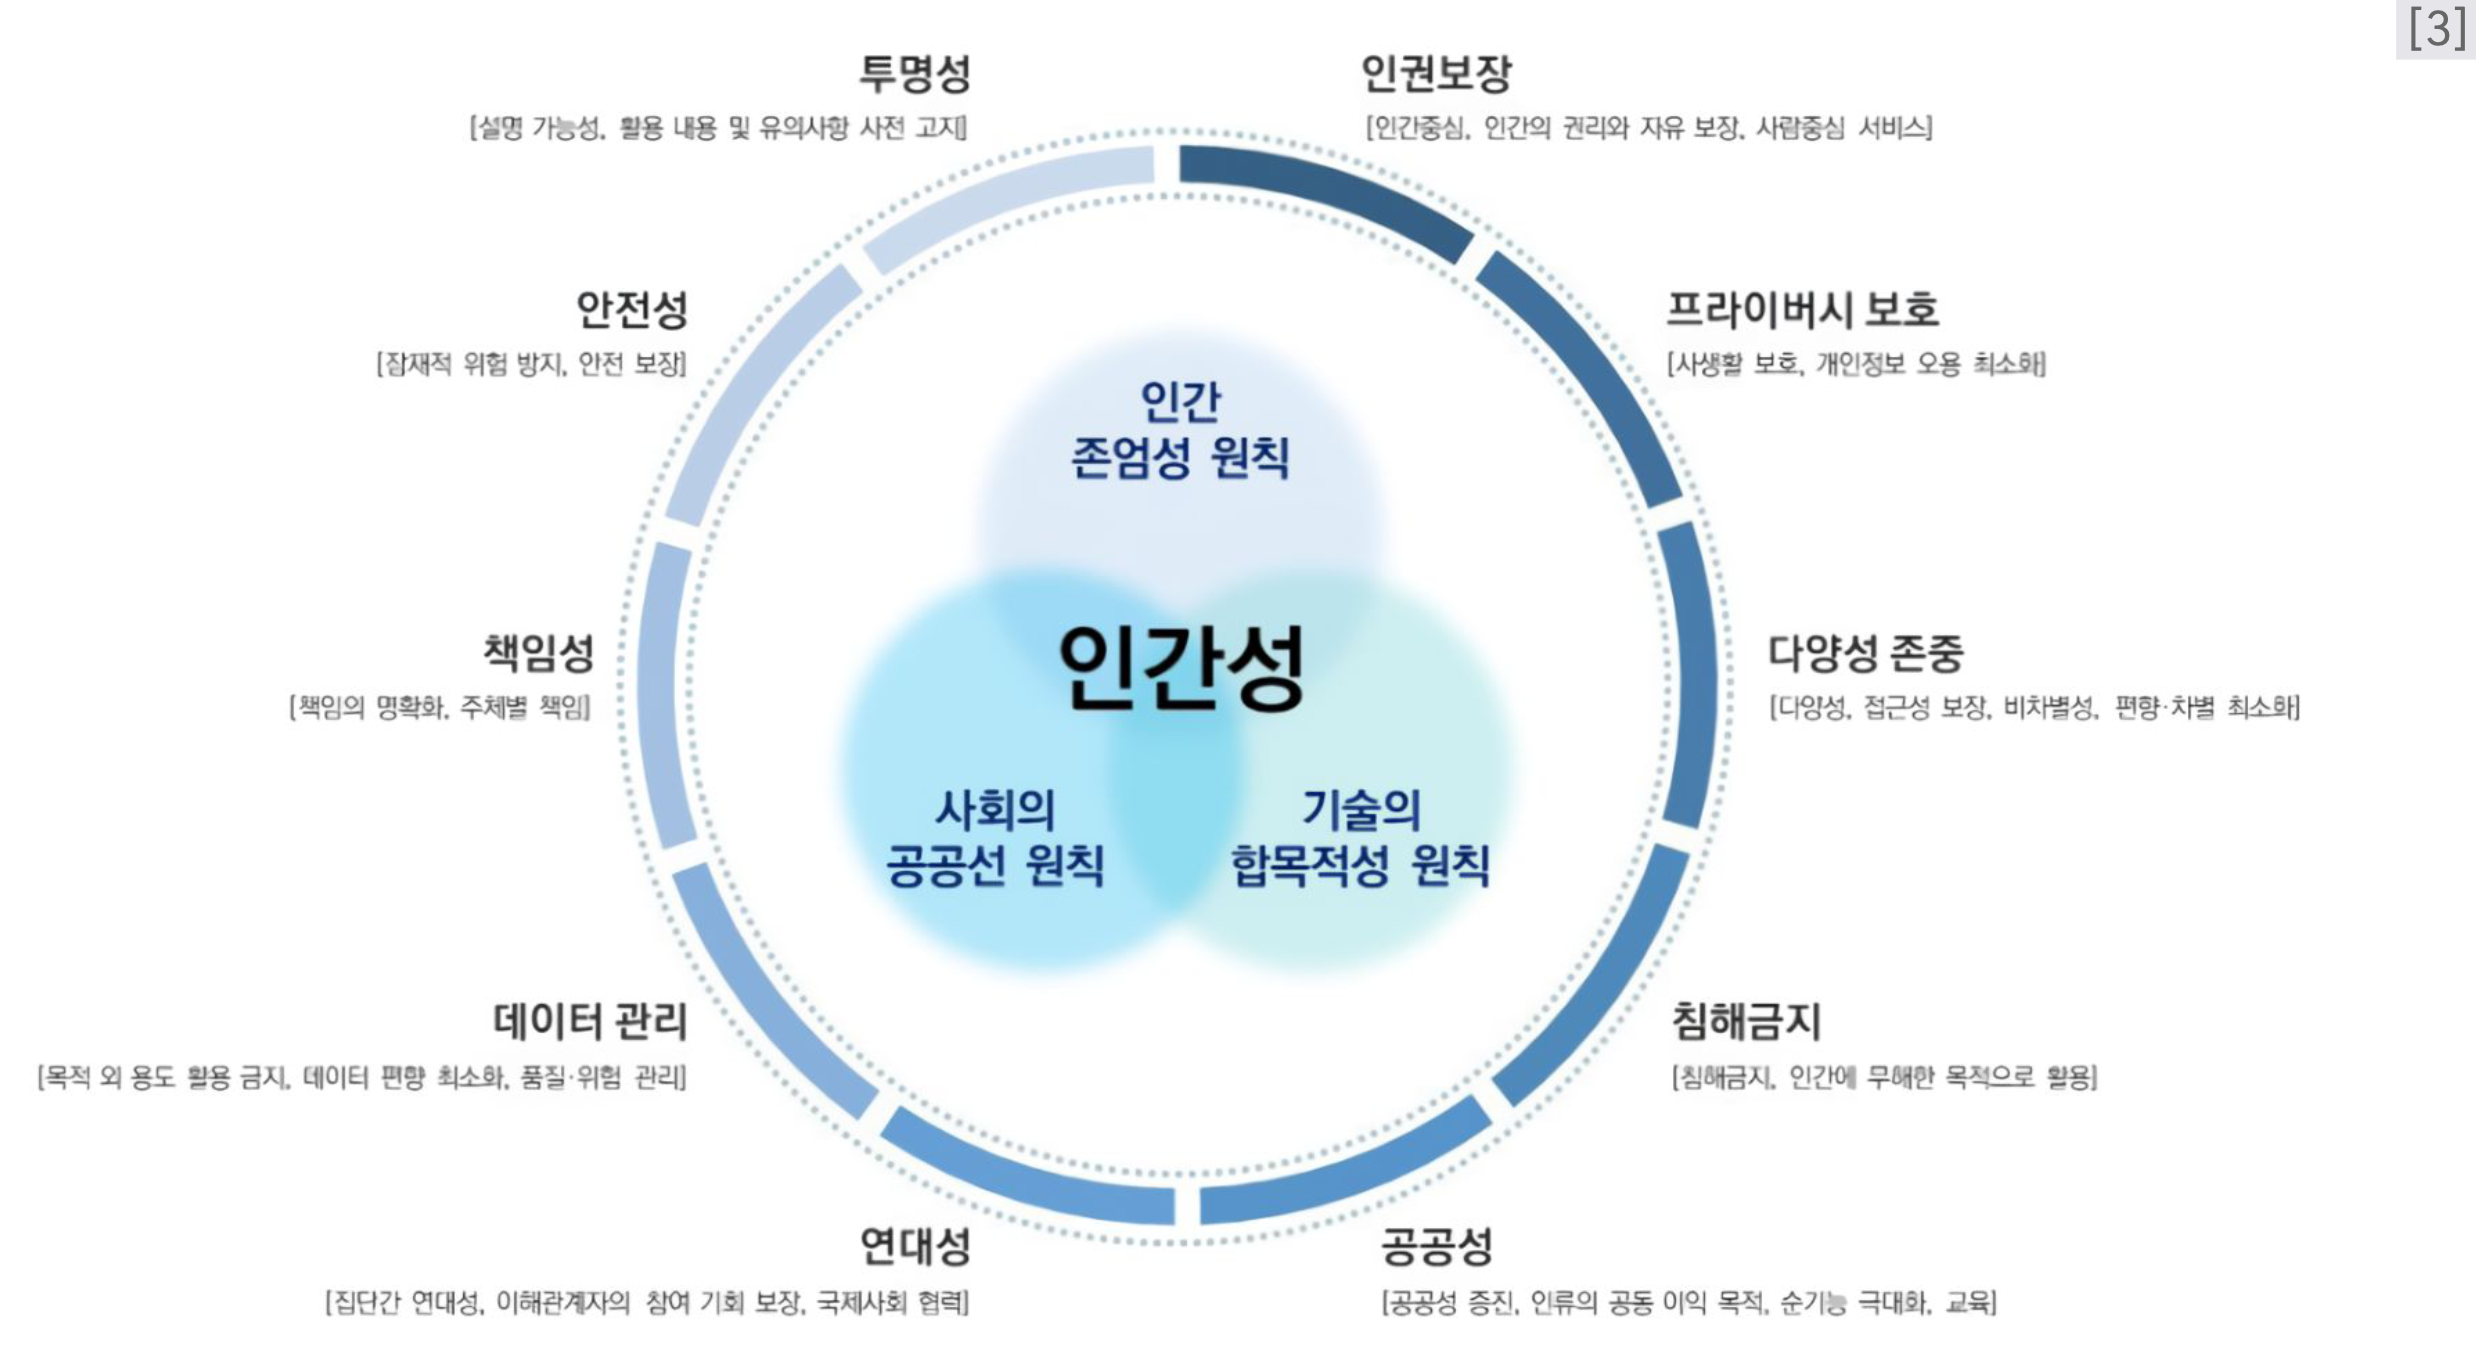 [3]
투명성
[설명 가능성, 활용 내용 및 유의사항 사전 고지]
인권보장
[인간중심, 인간의 권리와 자유 보장, 사람중심 서비스]
안전성
[잠재적 위험 방지, 안전 보장]
프라이버시 보호
[사생활 보호, 개인정보 오용 최소화]
인간
존엄성 원칙
인간성
책임성
[책임의 명확화, 주체별 책임]
다양성 존중
[다양성, 접근성 보장, 비차별성, 편향·차별 최소화]
사회의
공공선 원칙
기술의
합목적성 원칙
데이터 관리
[목적 외 용도 활용 금지, 데이터 편향 최소화, 품질·위험 관리]
침해금지
[침해금지, 인간에 무해한 목적으로 활용]
연대성
[집단간 연대성, 이해관계자의 참여 기회 보장, 국제사회 협력]
공공성
[공공성 증진, 인류의 공동 이익 목적, 순기능 극대화, 교육]